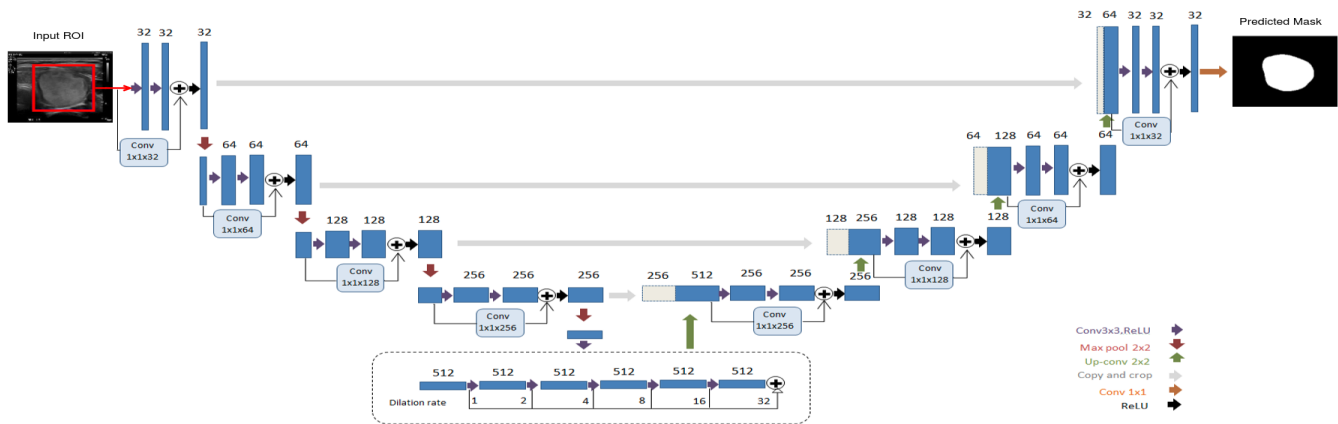 Input ROI
32 32 32
Conv
1x1x32
64 64 64
Conv
1x1x64
128 128 128
Conv
1x1x128
256 256 256
Conv
1x1x256
512 512 512 512 512 512
Dilation rate 1 2 4 8 16 32
256 512 256 256 256
Conv
1x1x256
128 256 128 128 128
Conv
1x1x128
64 128 64 64 64
Conv
1x1x64
32 64 32 32 32
Conv
1x1x32
Predicted Mask
Conv3x3,ReLU
Max pool 2x2
Up-conv 2x2
Copy and crop
Conv 1x1
ReLU